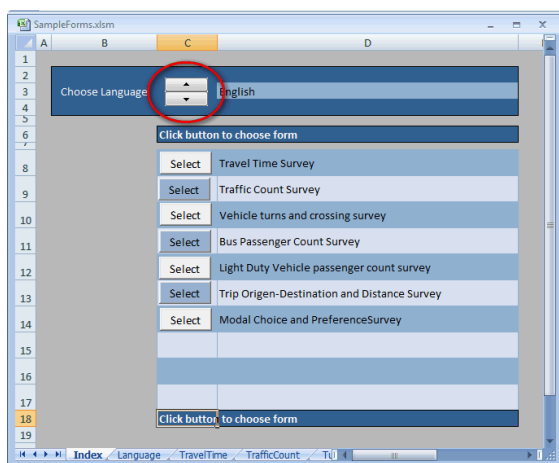 SampleForms.xlsm
A B C D
1
2
3 Choose Language English
4
5
6 Click button to choose form
7
8 Select Travel Time Survey
9 Select Traffic Count Survey
10 Select Vehicle turns and crossing survey
11 Select Bus Passenger Count Survey
12 Select Light Duty Vehicle passenger count survey
13 Select Trip Origen-Destination and Distance Survey
14 Select Modal Choice and PreferenceSurvey
15
16
17
18 Click button to choose form
19
Index Language TravelTime TrafficCount